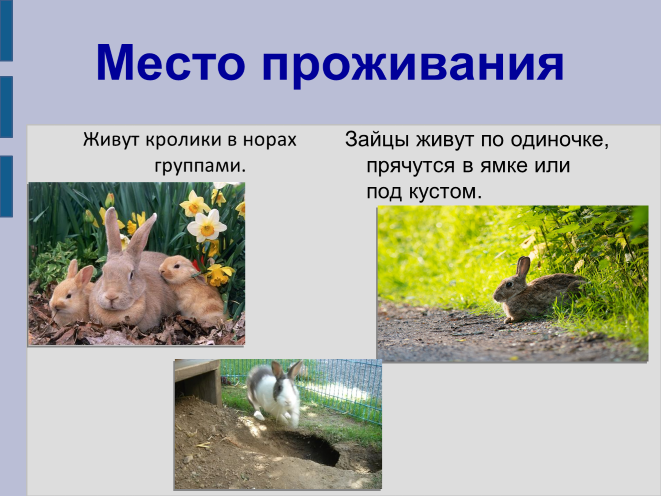 Место проживания
Живут кролики в норах
группами.
Зайцы живут по одиночке,
прячутся в ямке или
под кустом.